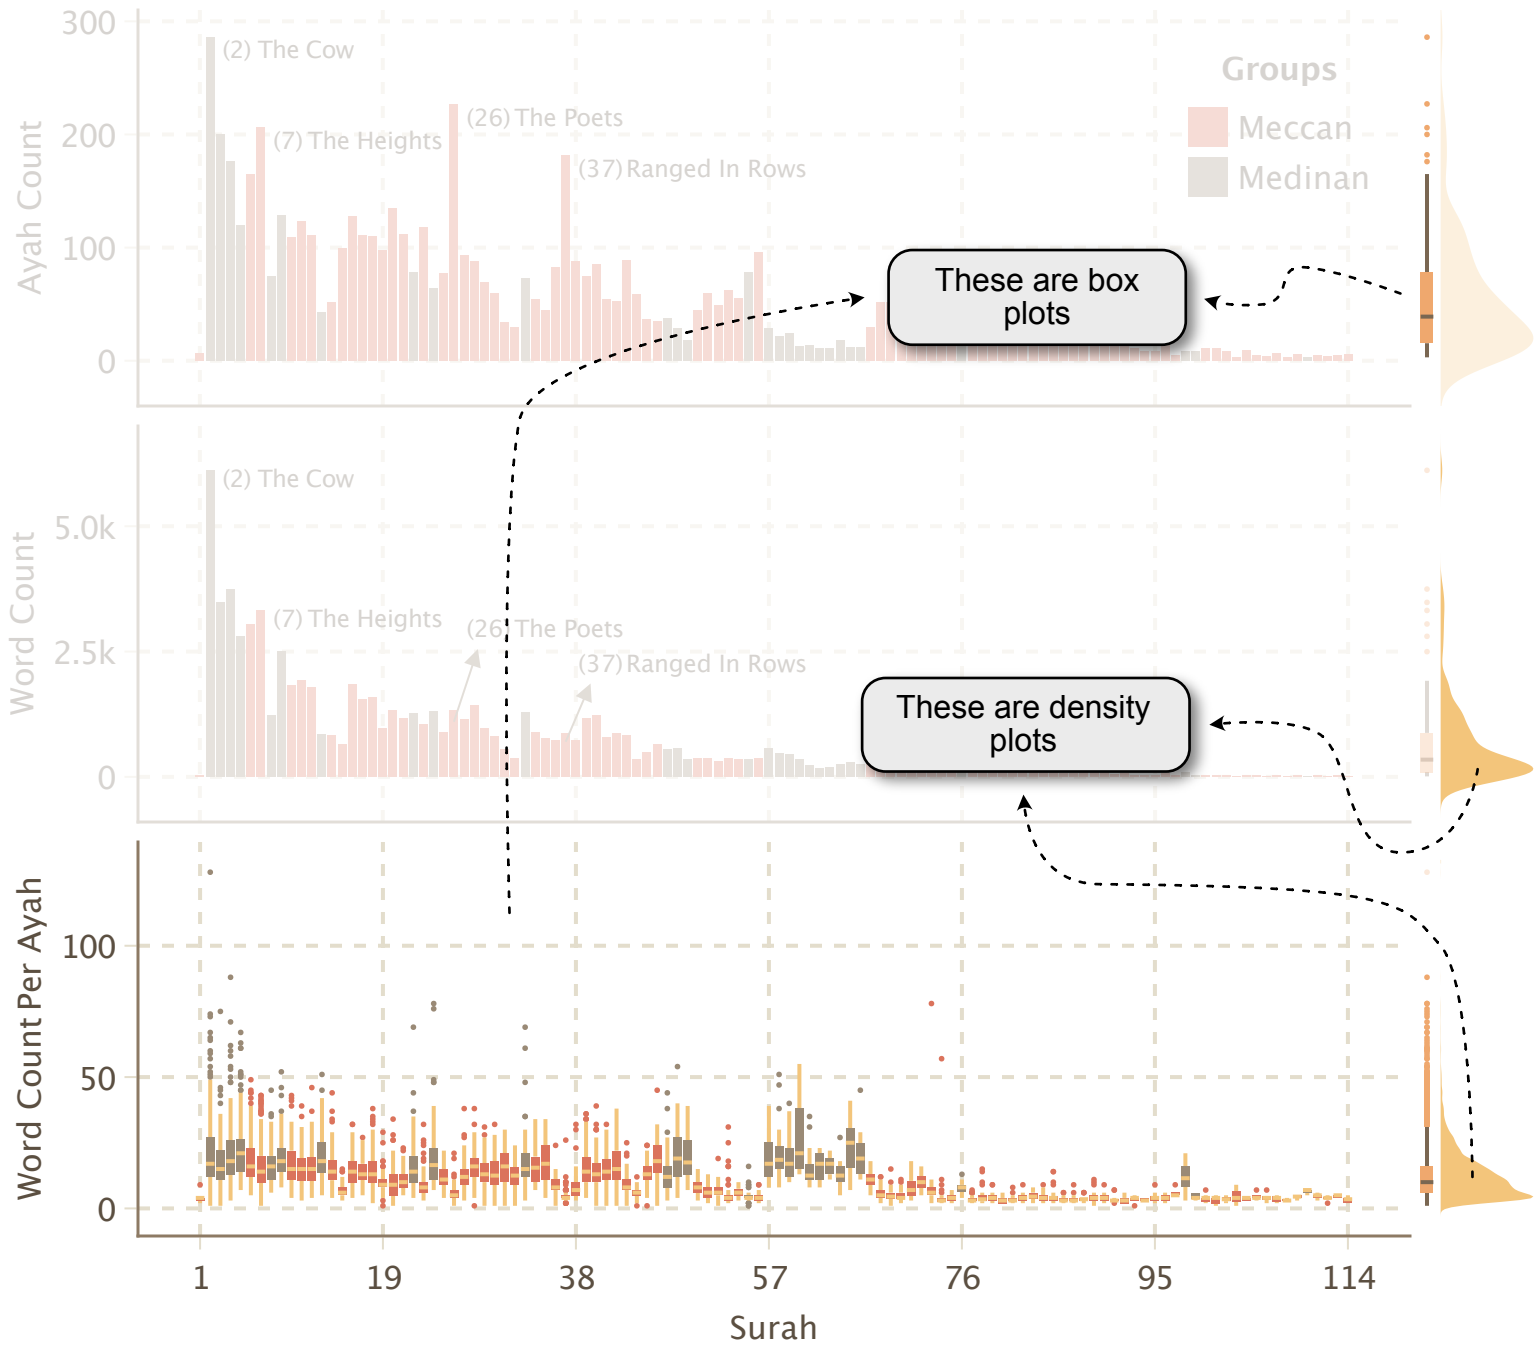 300
200
100
0
Ayah Count
(2) The Cow
(7) The Heights
(26) The Poets
(37) Ranged In Rows
Groups
Meccan
Medinan
These are box
plots
5.0k
2.5k
0
Word Count
(2) The Cow
(7) The Heights
(26) The Poets
(37) Ranged In Rows
These are density
plots
100
50
0
Word Count Per Ayah
1
19
38
57
76
95
114
Surah